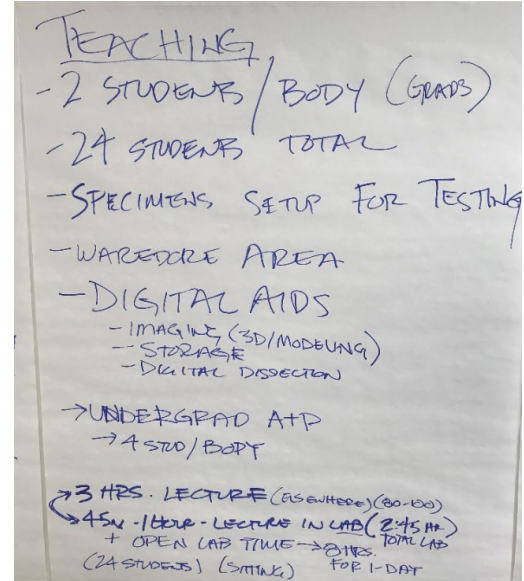 TEACHING
- 2 STUDENTS / BODY (GRADS)
- 24 STUDENTS TOTAL
- SPECIMENS SETUP FOR TESTING
- AREA
- DIGITAL AIDS
- IMAGING (3D/MODELING)
- STORAGE
- DIGITAL DISSECTION
→ UNDERGRAD A+P
→ 4 STUD/BODY
→ 3 HRS. LECTURE (ELSEWHERE) (80-100)
→ 45M - 1 HOUR - LECTURE IN LAB (2:45 HR)
TOTAL LAB
+ OPEN LAB TIME → 8 HRS.
FOR 1-DAY
(24 STUDENTS) (SITTING)